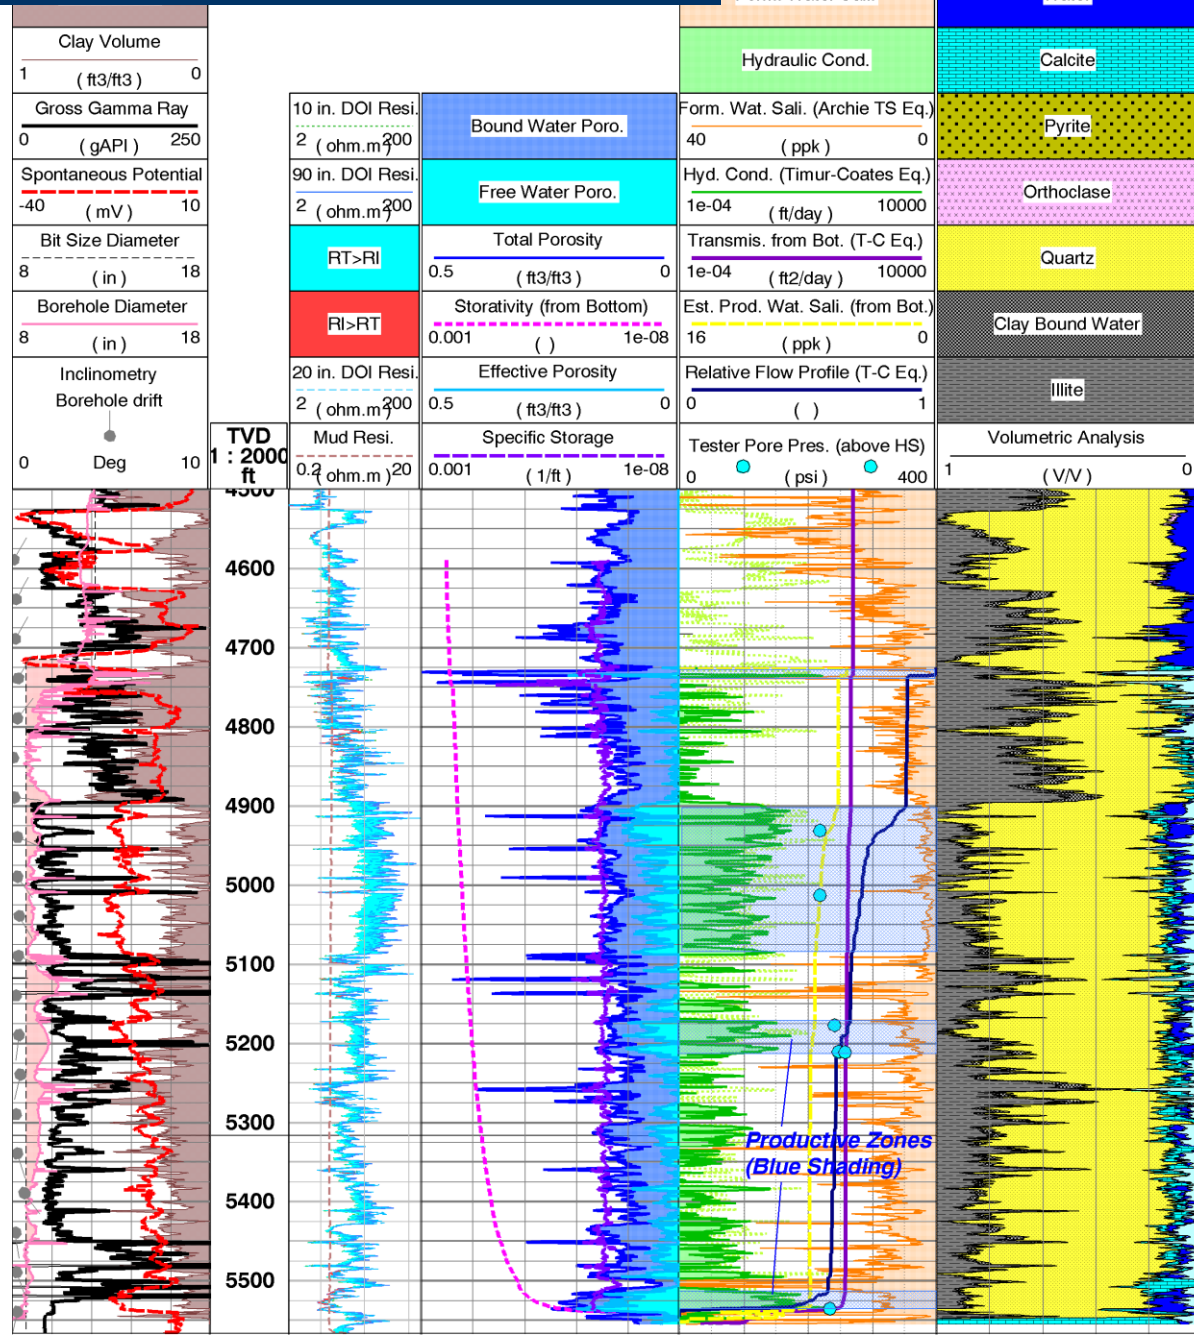 Clay Volume
1 ( ft3/ft3 ) 0
Gross Gamma Ray
0 ( gAPI ) 250
Spontaneous Potential
-40 ( mV ) 10
Bit Size Diameter
8 ( in ) 18
Borehole Diameter
8 ( in ) 18
Inclinometry
Borehole drift
0 Deg 10
TVD
1 : 2000
ft
10 in. DOI Resi.
2 ( ohm.m ) 200
90 in. DOI Resi.
2 ( ohm.m ) 200
RT>RI
RI>RT
20 in. DOI Resi.
2 ( ohm.m ) 200
Mud Resi.
0.2 ( ohm.m ) 20
Bound Water Poro.
Free Water Poro.
Total Porosity
0.5 ( ft3/ft3 ) 0
Storativity (from Bottom)
0.001 ( ) 1e-08
Effective Porosity
0.5 ( ft3/ft3 ) 0
Specific Storage
0.001 ( 1/ft ) 1e-08
Hydraulic Cond.
Form. Wat. Sali. (Archie TS Eq.)
40 ( ppk ) 0
Hyd. Cond. (Timur-Coates Eq.)
1e-04 ( ft/day ) 10000
Transmis. from Bot. (T-C Eq.)
1e-04 ( ft2/day ) 10000
Est. Prod. Wat. Sali. (from Bot.)
16 ( ppk ) 0
Relative Flow Profile (T-C Eq.)
0 ( ) 1
Tester Pore Pres. (above HS)
0 ( psi ) 400
Calcite
Pyrite
Orthoclase
Quartz
Clay Bound Water
Illite
Volumetric Analysis
1 ( V/V ) 0
4600
4700
4800
4900
5000
5100
5200
5300
5400
5500
Productive Zones
(Blue Shading)